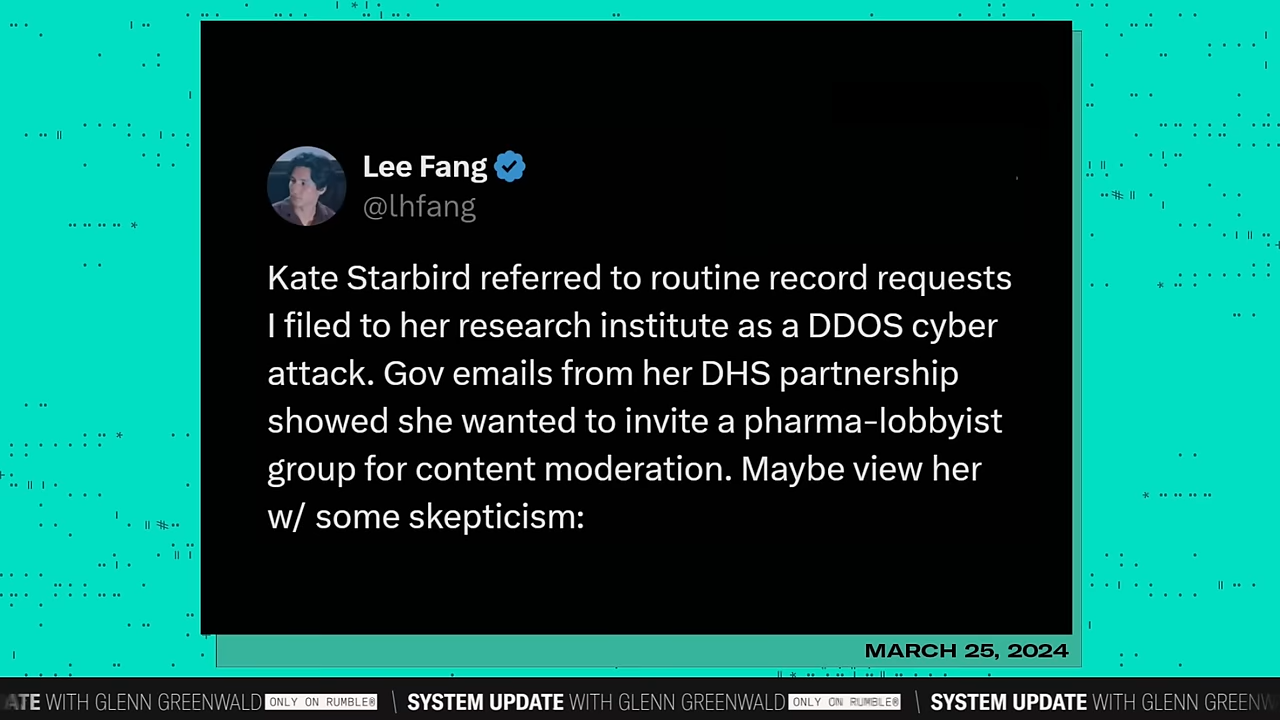 Lee Fang
@lhfang
Kate Starbird referred to routine record requests
I filed to her research institute as a DDOS cyber
attack. Gov emails from her DHS partnership
showed she wanted to invite a pharma-lobbyist
group for content moderation. Maybe view her
w/ some skepticism:
MARCH 25, 2024
ATE WITH GLENN GREENWALD ONLY ON RUMBLE® SYSTEM UPDATE WITH GLENN GREENWALD ONLY ON RUMBLE® SYSTEM UPDATE WITH GLENN GREENW